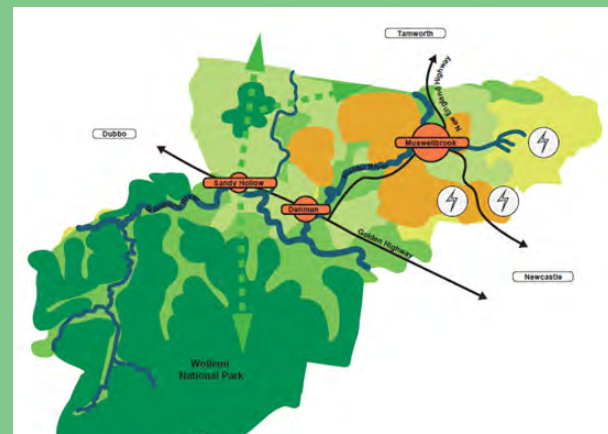 Tamworth
New England Highway
Dubbo
Muswellbrook
Sandy Hollow
Denman
Golden Highway
Newcastle
Wollemi
National Park